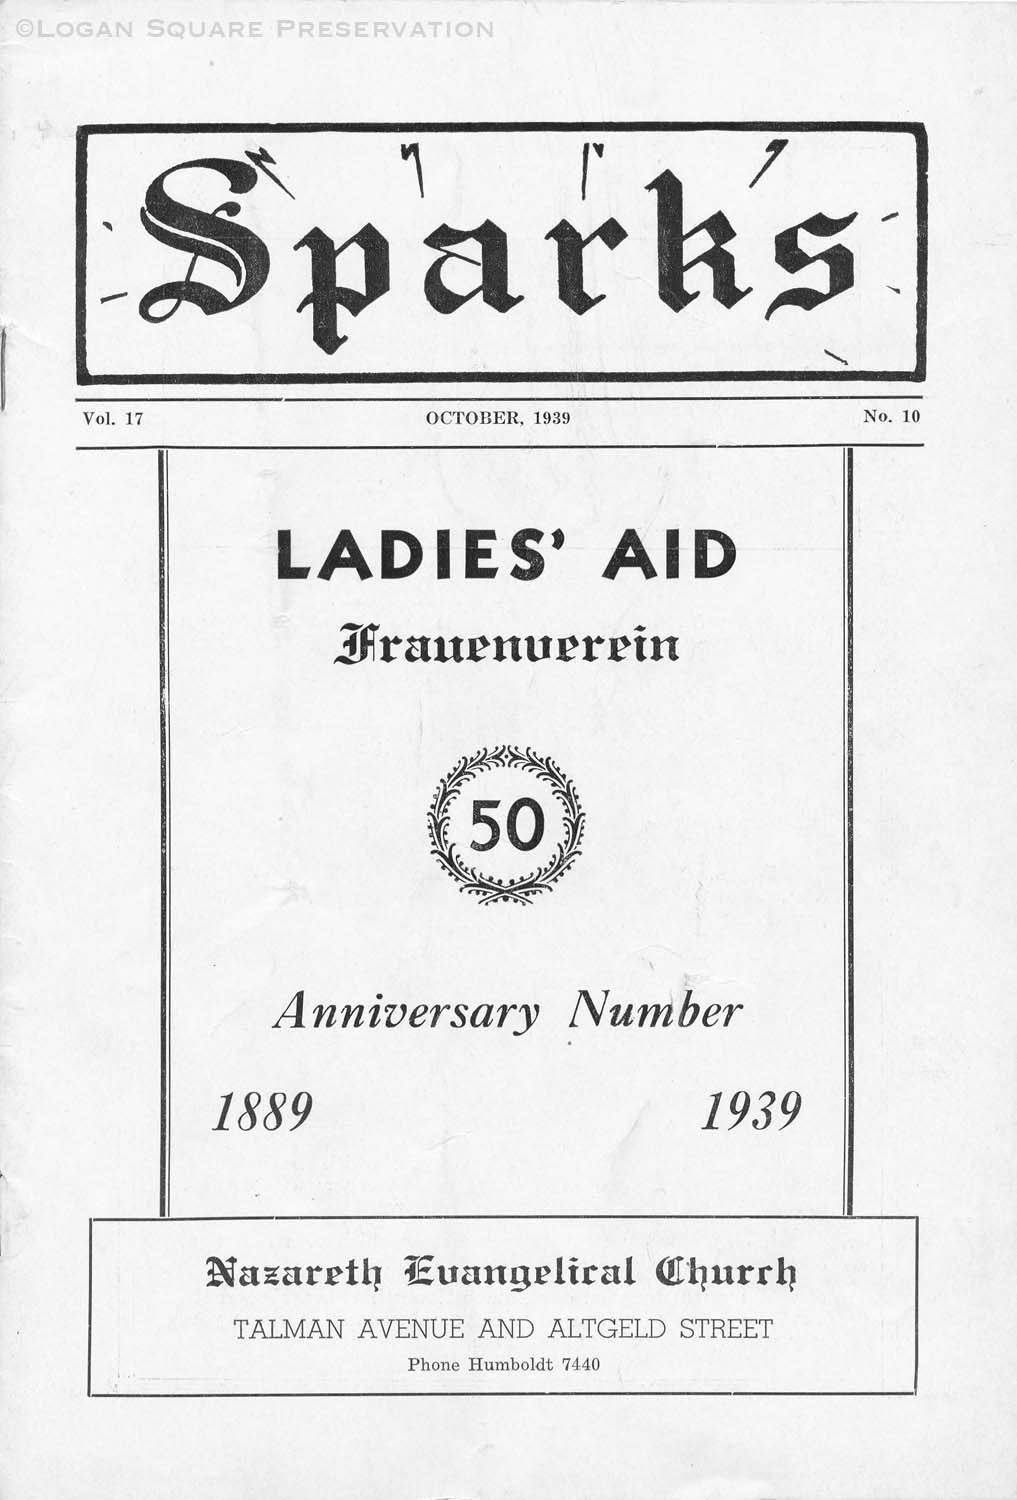 ©LOGAN SQUARE PRESERVATION
Sparks
Vol. 17 OCTOBER, 1939 No. 10
LADIES' AID
Frauenverein
50
Anniversary Number
1889 1939
Nazareth Evangelical Church
TALMAN AVENUE AND ALTGELD STREET
Phone Humboldt 7440